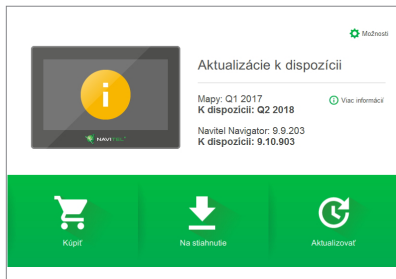 Možnosti
Aktualizácie k dispozícii
Mapy: Q1 2017
K dispozícii: Q2 2018
Viac informácií
Navitel Navigator: 9.9.203
K dispozícii: 9.10.903
NAVITEL
Kúpiť
Na stiahnutie
Aktualizovať